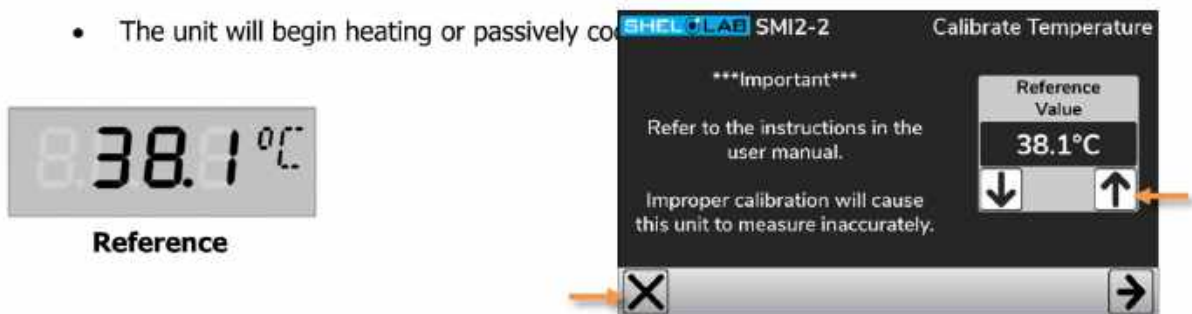 • The unit will begin heating or passively
38.1 °C
Reference
SHEL LAB SMI2-2
Calibrate Temperature
***Important***
Refer to the instructions in the
user manual.
Improper calibration will cause
this unit to measure inaccurately.
Reference
Value
38.1°C